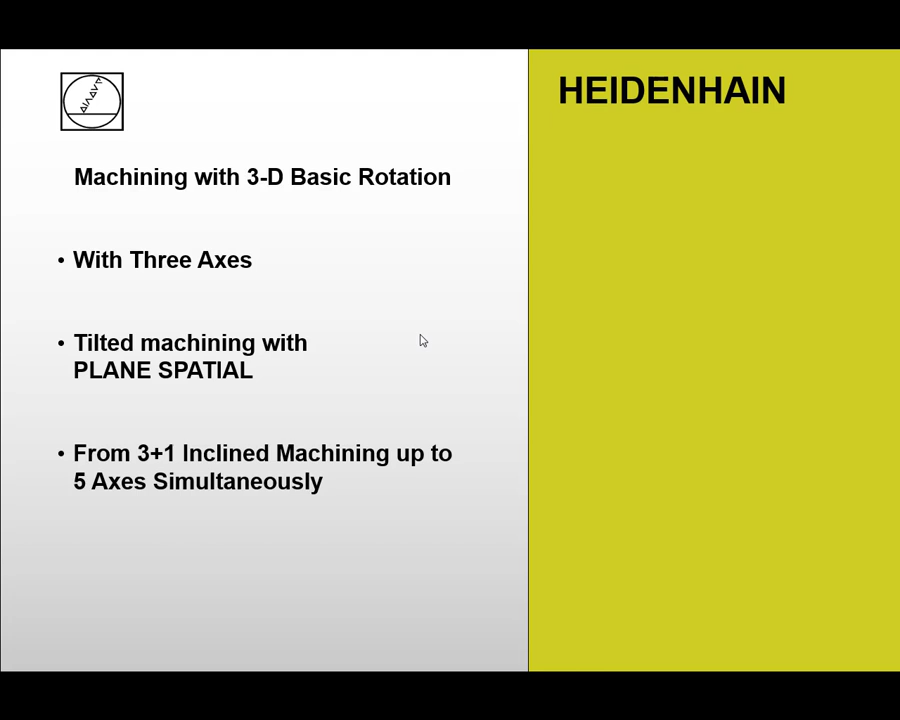 HEIDENHAIN
Machining with 3-D Basic Rotation
• With Three Axes
• Tilted machining with
PLANE SPATIAL
• From 3+1 Inclined Machining up to
5 Axes Simultaneously